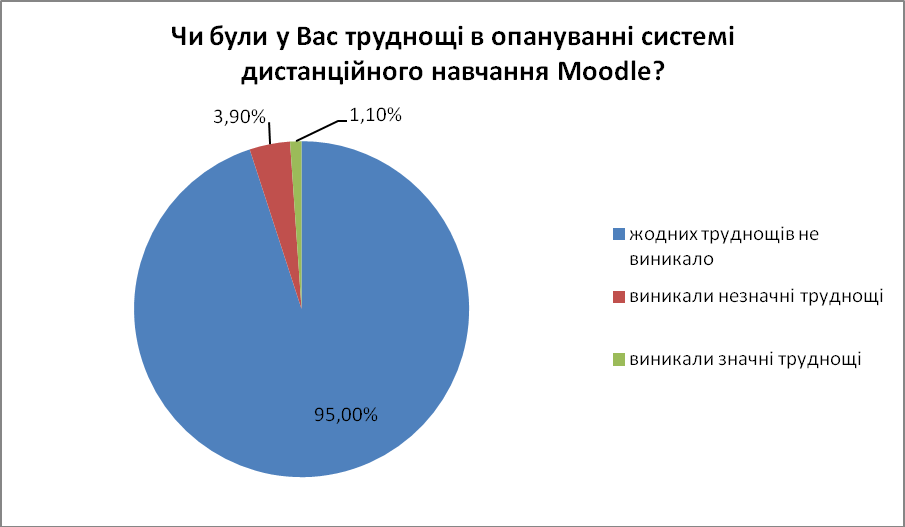 Чи були у Вас труднощі в опануванні системі
дистанційного навчання Moodle?
3,90%
1,10%
95,00%
жодних труднощів не
виникало
виникали незначні труднощі
виникали значні труднощі